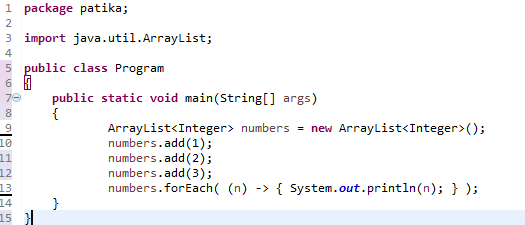 1 package patika;
2
3 import java.util.ArrayList;
4
5 public class Program
6 {
7     public static void main(String[] args)
8     {
9             ArrayList<Integer> numbers = new ArrayList<Integer>();
10            numbers.add(1);
11            numbers.add(2);
12            numbers.add(3);
13            numbers.forEach( (n) -> { System.out.println(n); } );
14    }
15 }